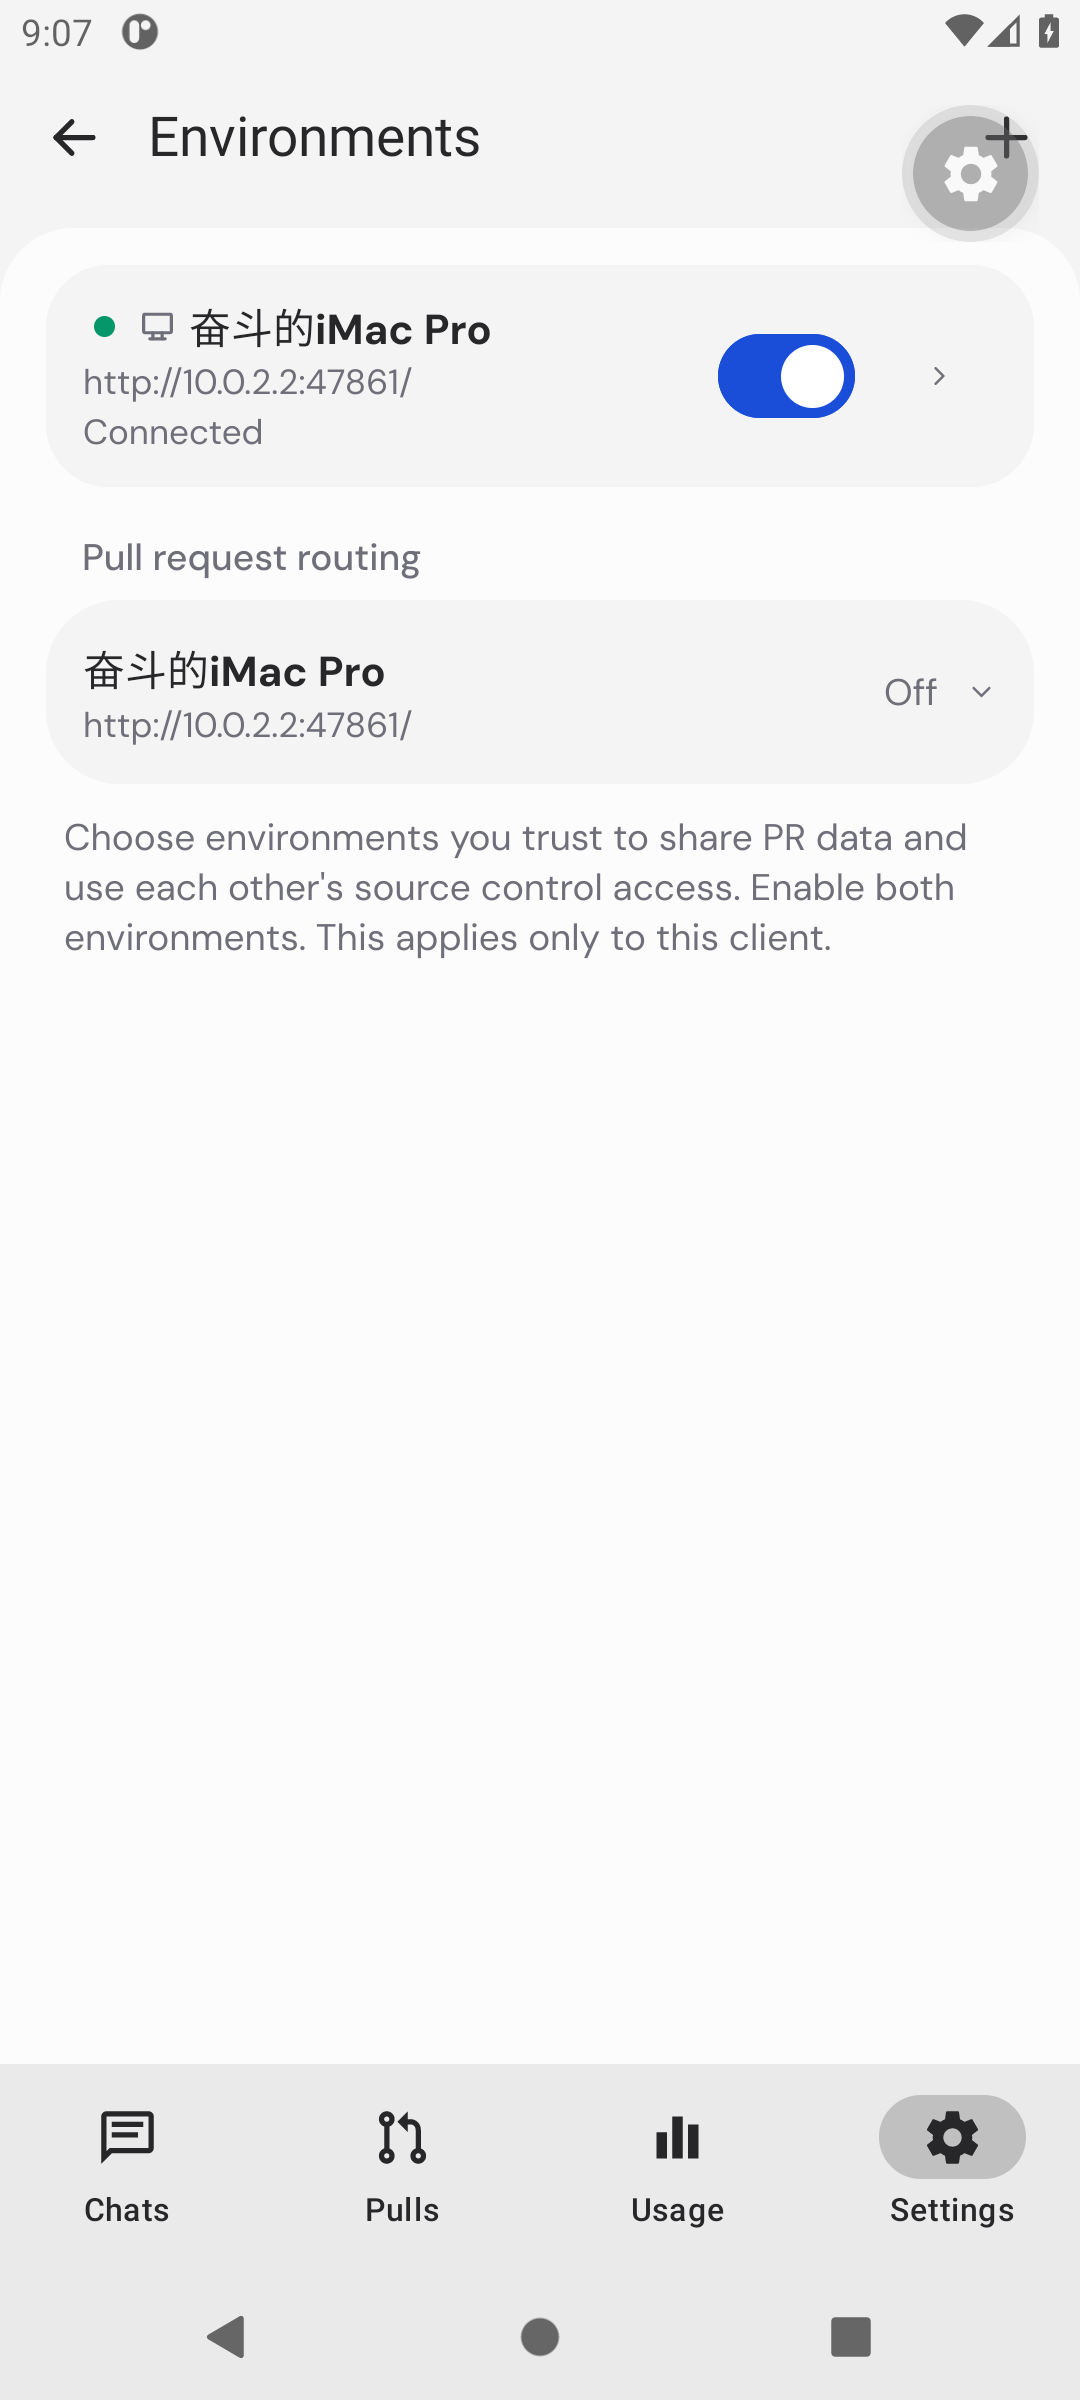 9:07
Environments
奋斗的iMac Pro
http://10.0.2.2:47861/
Connected
Pull request routing
奋斗的iMac Pro
http://10.0.2.2:47861/
Off
Choose environments you trust to share PR data and
use each other's source control access. Enable both
environments. This applies only to this client.
Chats
Pulls
Usage
Settings